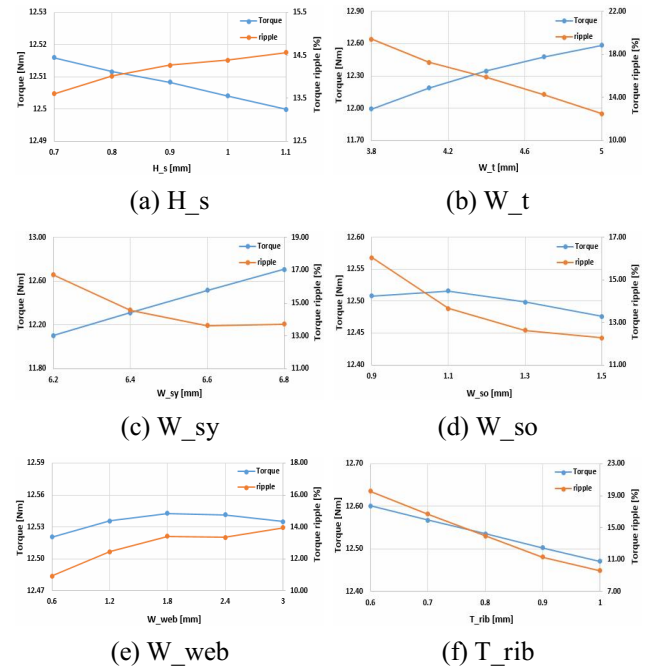 12.53
12.52
12.51
12.5
12.49
Torque [Nm]
Torque
ripple
15.5
14.5
13.5
12.5
Torque ripple [%]
0.7 0.8 0.9 1 1.1
H_s [mm]
(a) H_s
12.90
12.60
12.30
12.00
11.70
Torque [Nm]
Torque
ripple
22.00
18.00
14.00
10.00
Torque ripple [%]
3.8 4.2 4.6 5
W_t [mm]
(b) W_t
13.00
12.60
12.20
11.80
Torque [Nm]
Torque
ripple
19.00
17.00
15.00
13.00
11.00
Torque ripple [%]
6.2 6.4 6.6 6.8
W_sy [mm]
(c) W_sy
12.60
12.55
12.50
12.45
12.40
Torque [Nm]
Torque
ripple
17.00
15.00
13.00
11.00
Torque ripple [%]
0.9 1.1 1.3 1.5
W_so [mm]
(d) W_so
12.59
12.56
12.53
12.50
12.47
Torque [Nm]
Torque
ripple
18.00
16.00
14.00
12.00
10.00
Torque ripple [%]
0.6 1.2 1.8 2.4 3
W_web [mm]
(e) W_web
12.70
12.60
12.50
12.40
Torque [Nm]
Torque
ripple
23.00
19.00
15.00
11.00
7.00
Torque ripple [%]
0.6 0.7 0.8 0.9 1
T_rib [mm]
(f) T_rib